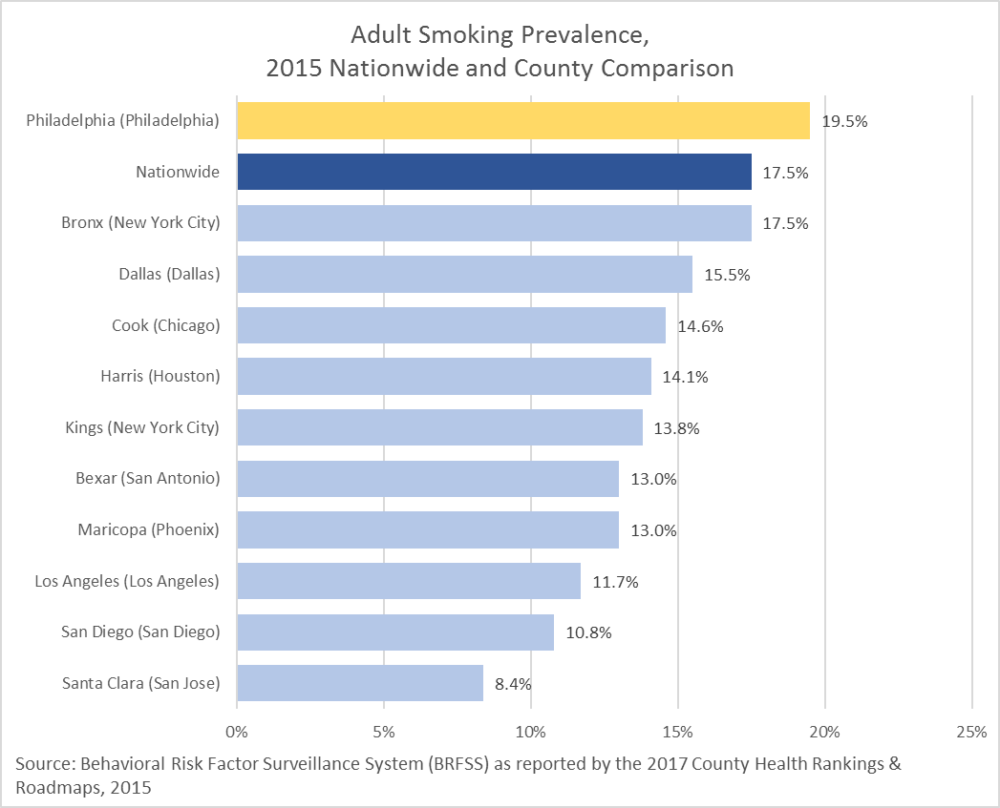 Adult Smoking Prevalence,
2015 Nationwide and County Comparison
Philadelphia (Philadelphia) 19.5%
Nationwide 17.5%
Bronx (New York City) 17.5%
Dallas (Dallas) 15.5%
Cook (Chicago) 14.6%
Harris (Houston) 14.1%
Kings (New York City) 13.8%
Bexar (San Antonio) 13.0%
Maricopa (Phoenix) 13.0%
Los Angeles (Los Angeles) 11.7%
San Diego (San Diego) 10.8%
Santa Clara (San Jose) 8.4%
0% 5% 10% 15% 20% 25%
Source: Behavioral Risk Factor Surveillance System (BRFSS) as reported by the 2017 County Health Rankings &
Roadmaps, 2015